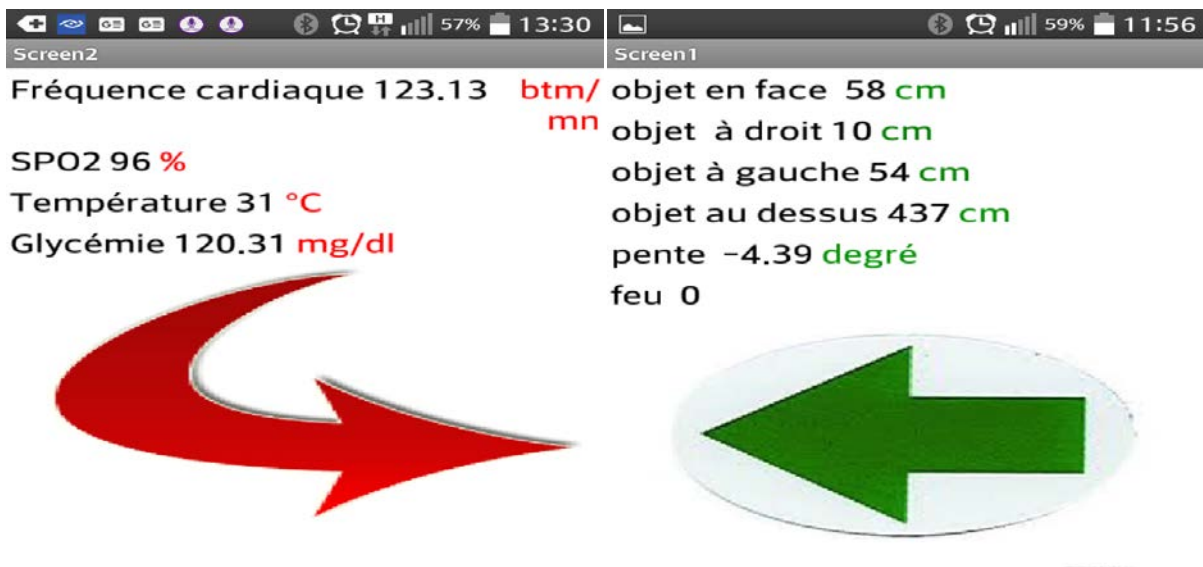 57% 13:30
Screen2
Fréquence cardiaque 123.13 btm/
mn
SPO2 96 %
Température 31 °C
Glycémie 120.31 mg/dl
59% 11:56
Screen1
objet en face 58 cm
objet à droit 10 cm
objet à gauche 54 cm
objet au dessus 437 cm
pente -4.39 degré
feu 0